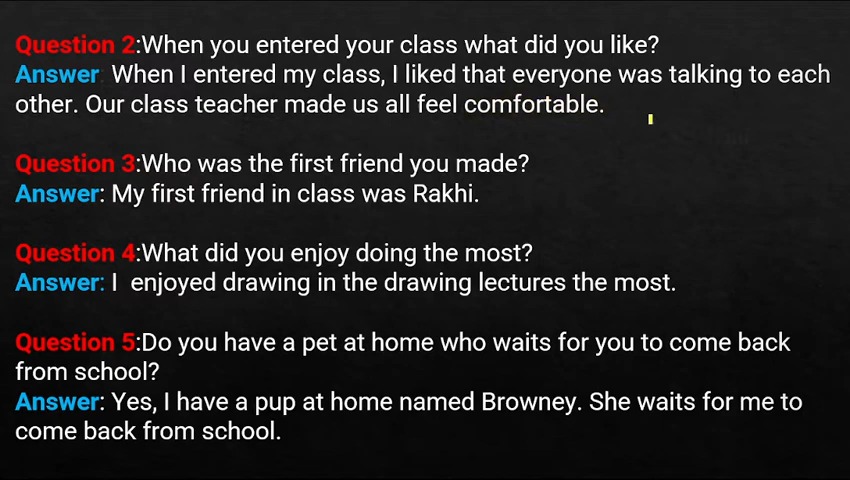 Question 2:When you entered your class what did you like?
Answer: When I entered my class, I liked that everyone was talking to each
other. Our class teacher made us all feel comfortable.
Question 3:Who was the first friend you made?
Answer: My first friend in class was Rakhi.
Question 4:What did you enjoy doing the most?
Answer: I  enjoyed drawing in the drawing lectures the most.
Question 5:Do you have a pet at home who waits for you to come back
from school?
Answer: Yes, I have a pup at home named Browney. She waits for me to
come back from school.